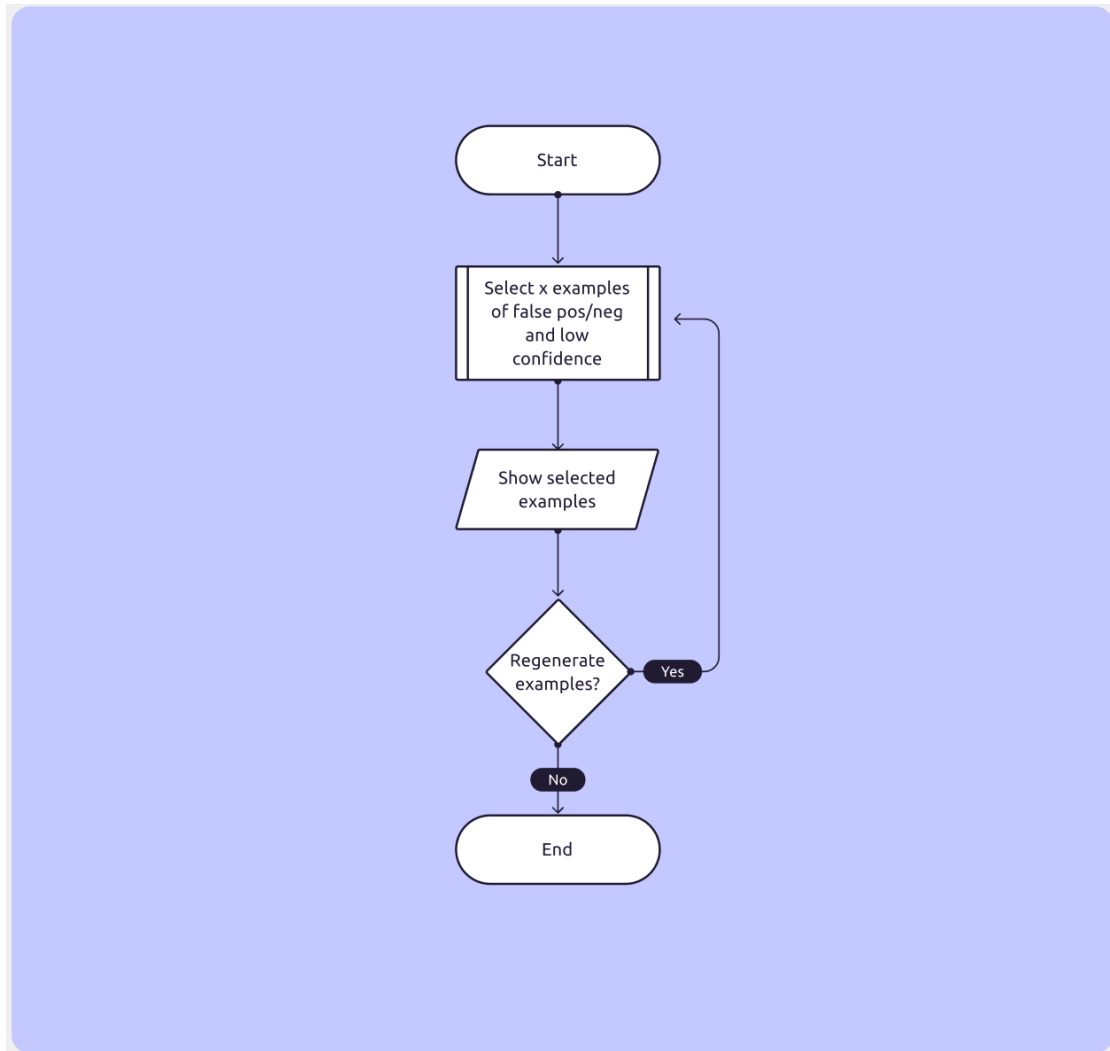 Start
Select x examples
of false pos/neg
and low
confidence
Show selected
examples
Regenerate
examples?
Yes
No
End